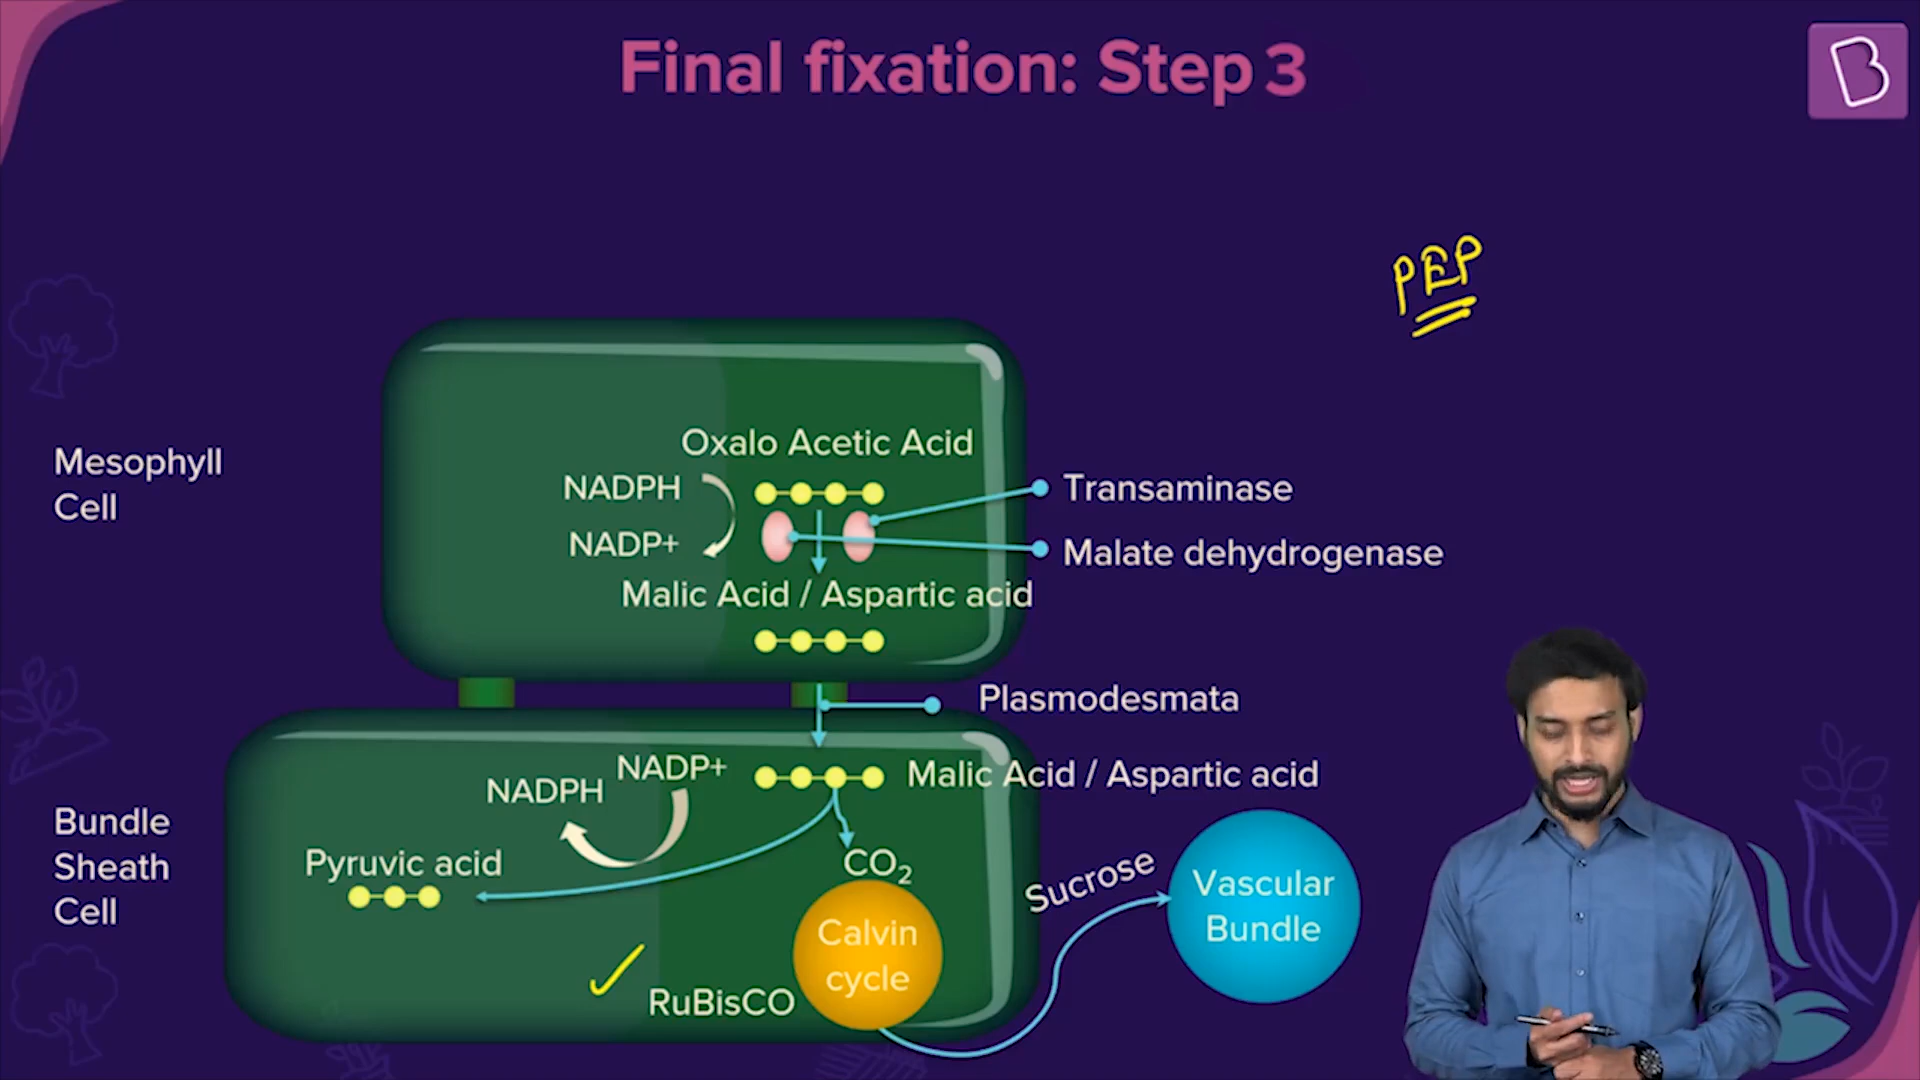 Final fixation: Step 3
B
PEP
Mesophyll
Cell
Oxalo Acetic Acid
NADPH
NADP+
Transaminase
Malate dehydrogenase
Malic Acid / Aspartic acid
Plasmodesmata
Bundle
Sheath
Cell
NADPH
NADP+
Malic Acid / Aspartic acid
Pyruvic acid
CO₂
Calvin
cycle
RuBisCO
Sucrose
Vascular
Bundle